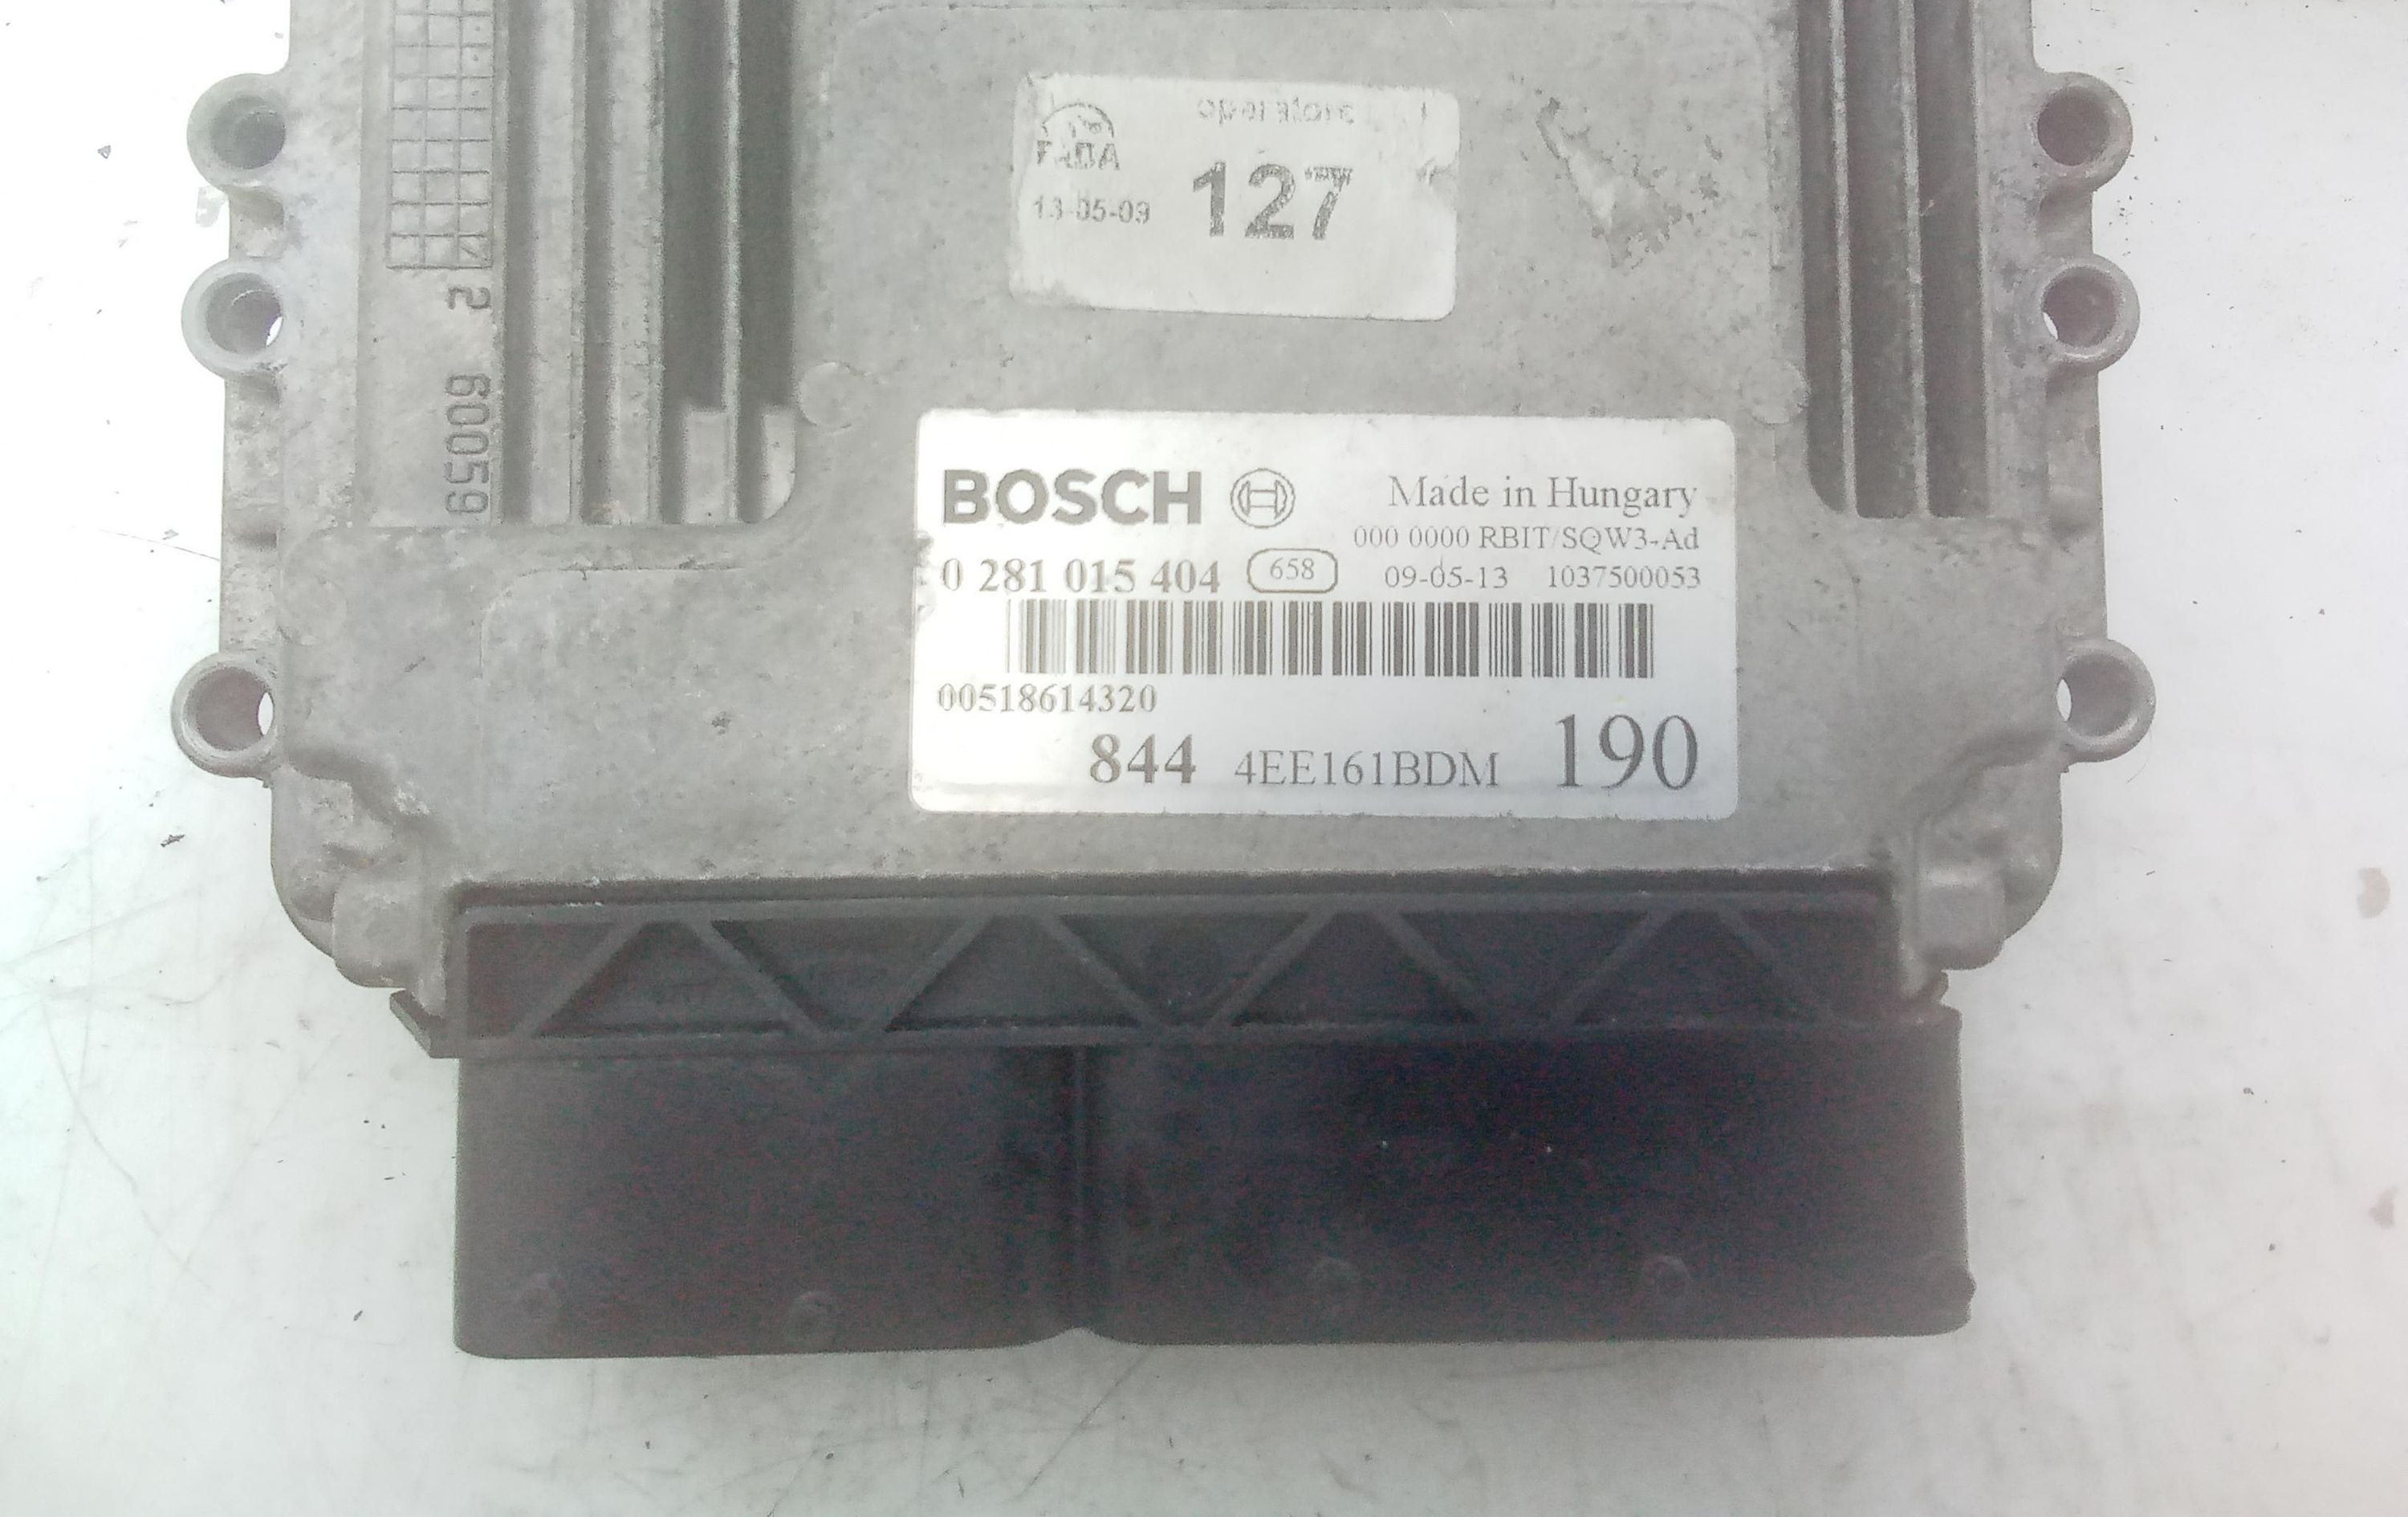 operatore
13-05-09
127
2 60059
BOSCH
Made in Hungary
000 0000 RBIT/SQW3-Ad
0 281 015 404 658 09-05-13 1037500053
00518614320
844 4EE161BDM 190